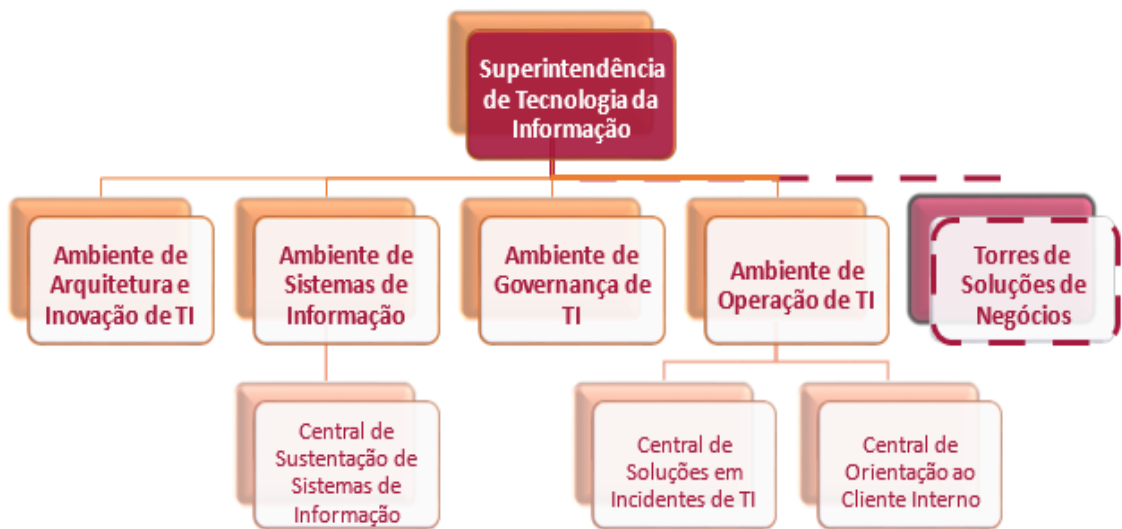 Superintendência
de Tecnologia da
Informação
Ambiente de
Arquitetura e
Inovação de TI
Ambiente de
Sistemas de
Informação
Ambiente de
Governança de
TI
Ambiente de
Operação de TI
Torres de
Soluções de
Negócios
Central de
Sustentação de
Sistemas de
Informação
Central de
Soluções em
Incidentes de TI
Central de
Orientação ao
Cliente Interno